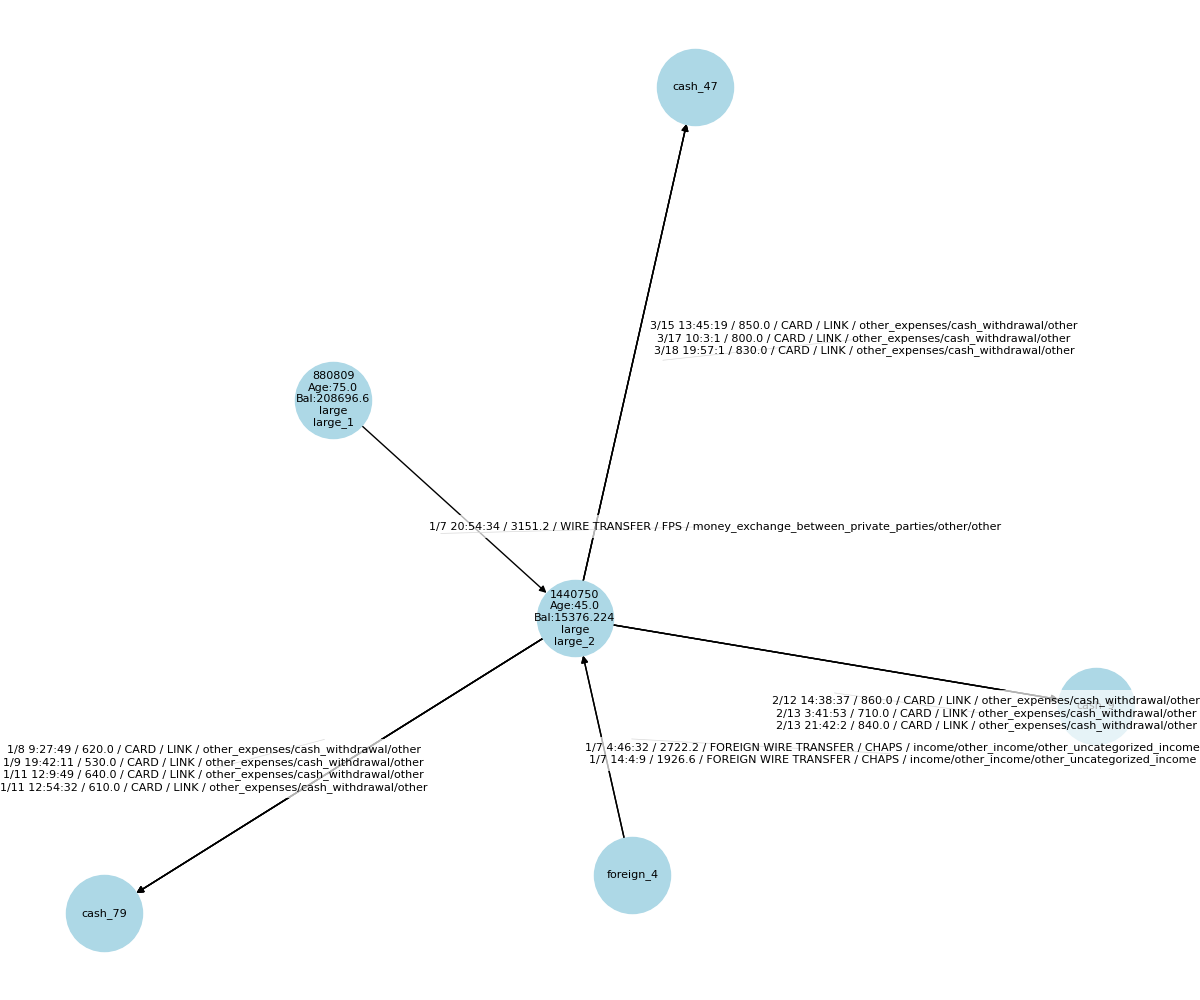 cash_47
3/15 13:45:19 / 850.0 / CARD / LINK / other_expenses/cash_withdrawal/other
3/17 10:3:1 / 800.0 / CARD / LINK / other_expenses/cash_withdrawal/other
3/18 19:57:1 / 830.0 / CARD / LINK / other_expenses/cash_withdrawal/other
880809
Age:75.0
Bal:208696.6
large
large_1
1/7 20:54:34 / 3151.2 / WIRE TRANSFER / FPS / money_exchange_between_private_parties/other/other
1440750
Age:45.0
Bal:15376.224
large
large_2
2/12 14:38:37 / 860.0 / CARD / LINK / other_expenses/cash_withdrawal/other
2/13 3:41:53 / 710.0 / CARD / LINK / other_expenses/cash_withdrawal/other
2/13 21:42:2 / 840.0 / CARD / LINK / other_expenses/cash_withdrawal/other
1/7 4:46:32 / 2722.2 / FOREIGN WIRE TRANSFER / CHAPS / income/other_income/other_uncategorized_income
1/7 14:4:9 / 1926.6 / FOREIGN WIRE TRANSFER / CHAPS / income/other_income/other_uncategorized_income
1/8 9:27:49 / 620.0 / CARD / LINK / other_expenses/cash_withdrawal/other
1/9 19:42:11 / 530.0 / CARD / LINK / other_expenses/cash_withdrawal/other
1/11 12:9:49 / 640.0 / CARD / LINK / other_expenses/cash_withdrawal/other
1/11 12:54:32 / 610.0 / CARD / LINK / other_expenses/cash_withdrawal/other
foreign_4
cash_79